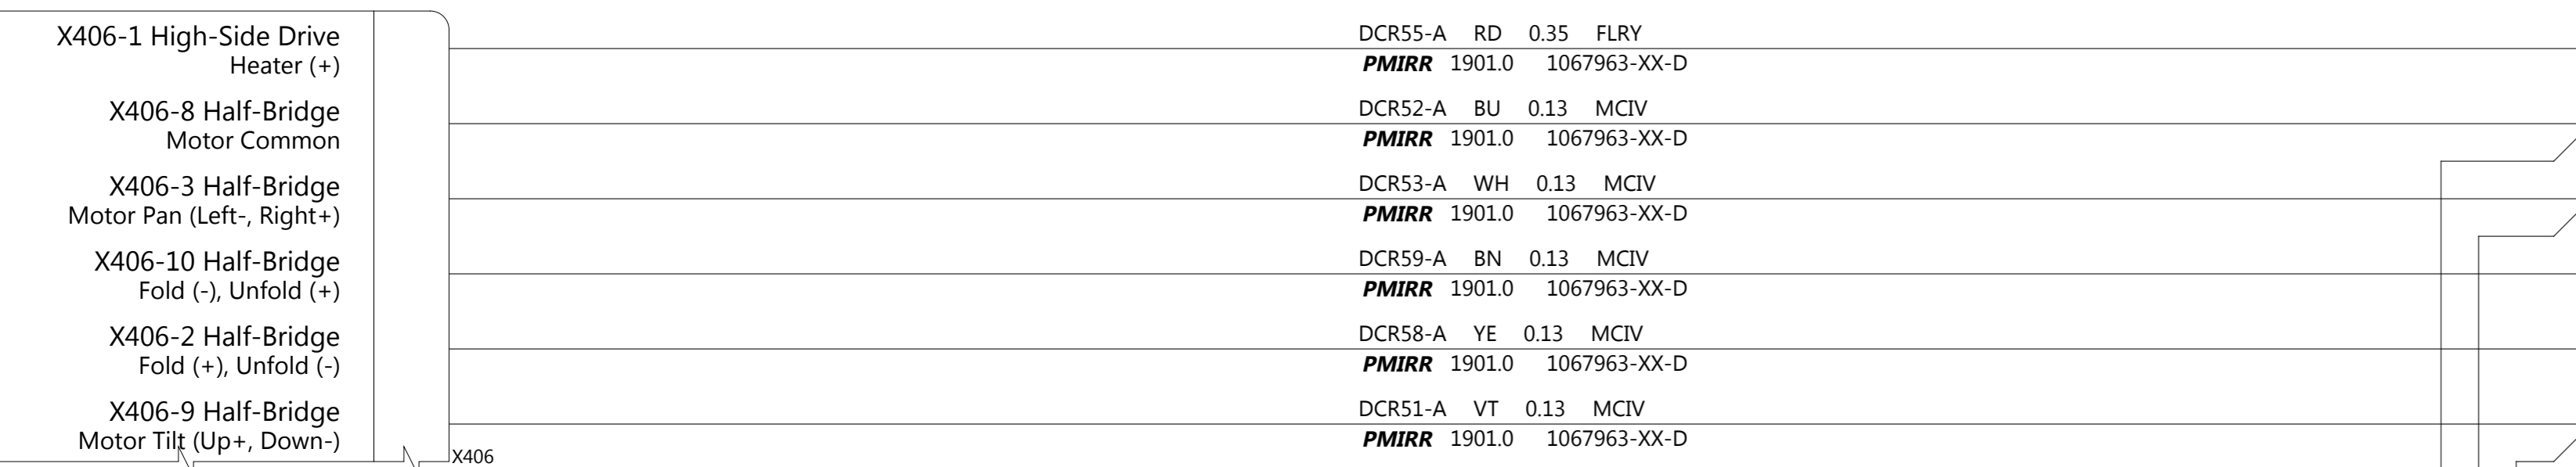 X406-1 High-Side Drive
Heater (+)
DCR55-A RD 0.35 FLRY
PMIRR 1901.0 1067963-XX-D
X406-8 Half-Bridge
Motor Common
DCR52-A BU 0.13 MCIV
PMIRR 1901.0 1067963-XX-D
X406-3 Half-Bridge
Motor Pan (Left-, Right+)
DCR53-A WH 0.13 MCIV
PMIRR 1901.0 1067963-XX-D
X406-10 Half-Bridge
Fold (-), Unfold (+)
DCR59-A BN 0.13 MCIV
PMIRR 1901.0 1067963-XX-D
X406-2 Half-Bridge
Fold (+), Unfold (-)
DCR58-A YE 0.13 MCIV
PMIRR 1901.0 1067963-XX-D
X406-9 Half-Bridge
Motor Tilt (Up+, Down-)
DCR51-A VT 0.13 MCIV
PMIRR 1901.0 1067963-XX-D
X406